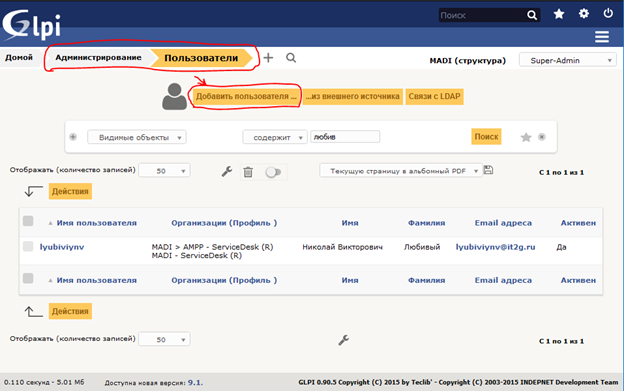 Glpi
Поиск
Домой Администрирование Пользователи MADI (структура) Super-Admin
Добавить пользователя ... ...из внешнего источника Связи с LDAP
Видимые объекты содержит любив Поиск
Отображать (количество записей) 50 Текущую страницу в альбомный PDF С 1 по 1 из 1
Действия
Имя пользователя Организации (Профиль ) Имя Фамилия Email адреса Активен
lyubiviynv MADI > AMPP - ServiceDesk (R) Николай Викторович Любивый lyubiviynv@it2g.ru Да
MADI - ServiceDesk (R)
Имя пользователя Организации (Профиль ) Имя Фамилия Email адреса Активен
Действия
Отображать (количество записей) 50 С 1 по 1 из 1
0.110 секунд - 5.01 Мб Доступна новая версия: 9.1. GLPI 0.90.5 Copyright (C) 2015 by Teclib' - Copyright (C) 2003-2015 INDEPNET Development Team